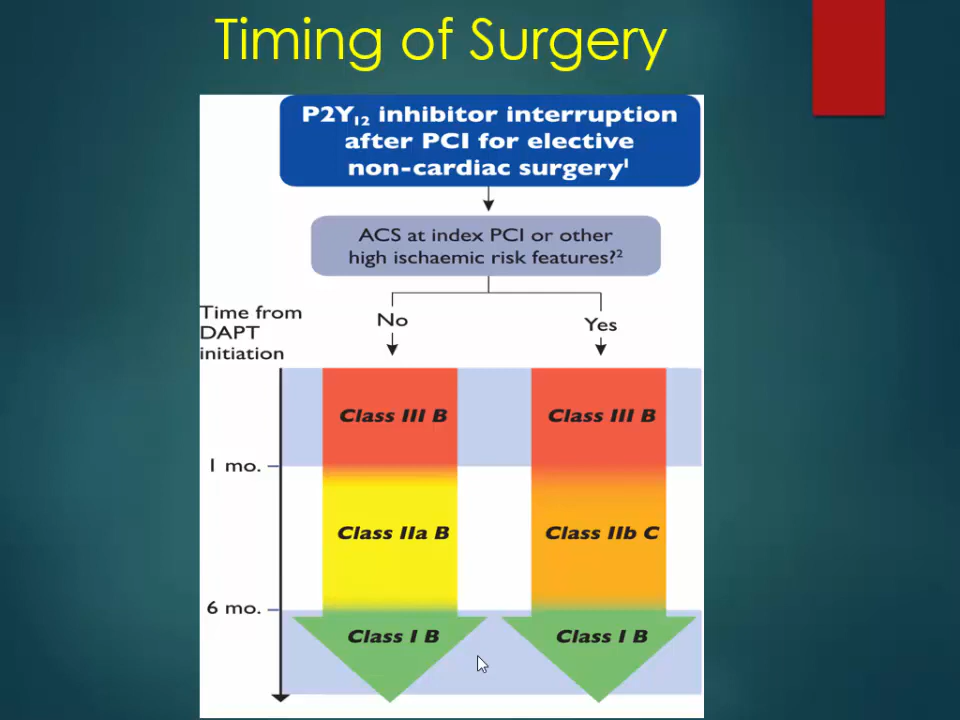 Timing of Surgery
P2Y₁₂ inhibitor interruption
after PCI for elective
non-cardiac surgery¹
ACS at index PCI or other
high ischaemic risk features?²
Time from
DAPT
initiation
No
Yes
Class III B
Class III B
1 mo.
Class IIa B
Class IIb C
6 mo.
Class I B
Class I B